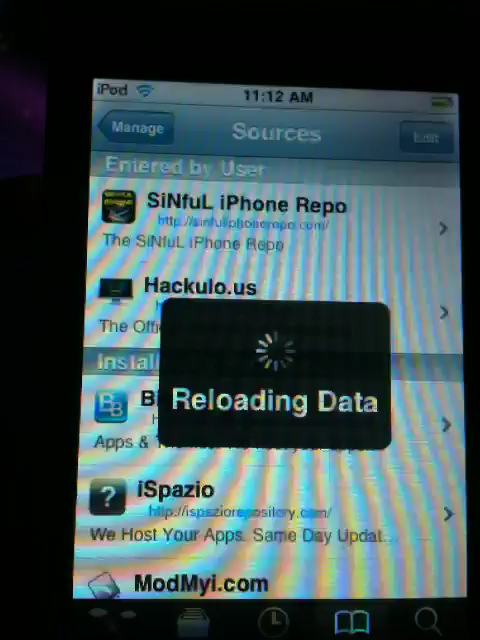 iPod
11:12 AM
Manage
Sources
Edit
Entered by User
SiNfuL iPhone Repo
http://sinfuliphonerepo.com/
The SiNfuL iPhone Repo
Hackulo.us
The Offi
Install
Reloading Data
B
BB
Apps &
iSpazio
?
http://ispaziorepository.com/
We Host Your Apps. Same Day Updat...
ModMyi.com